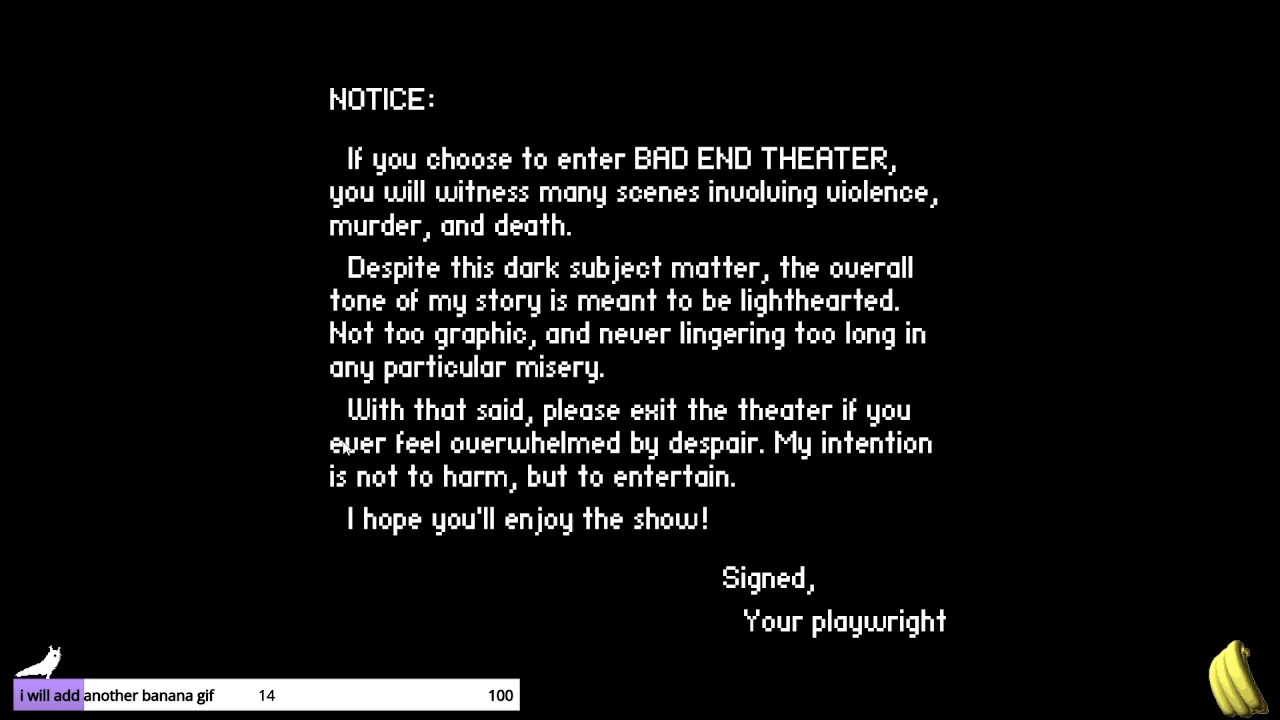 NOTICE:
If you choose to enter BAD END THEATER,
you will witness many scenes involving violence,
murder, and death.
Despite this dark subject matter, the overall
tone of my story is meant to be lighthearted.
Not too graphic, and never lingering too long in
any particular misery.
With that said, please exit the theater if you
ever feel overwhelmed by despair. My intention
is not to harm, but to entertain.
I hope you'll enjoy the show!
Signed,
Your playwright
i will add another banana gif 14 100